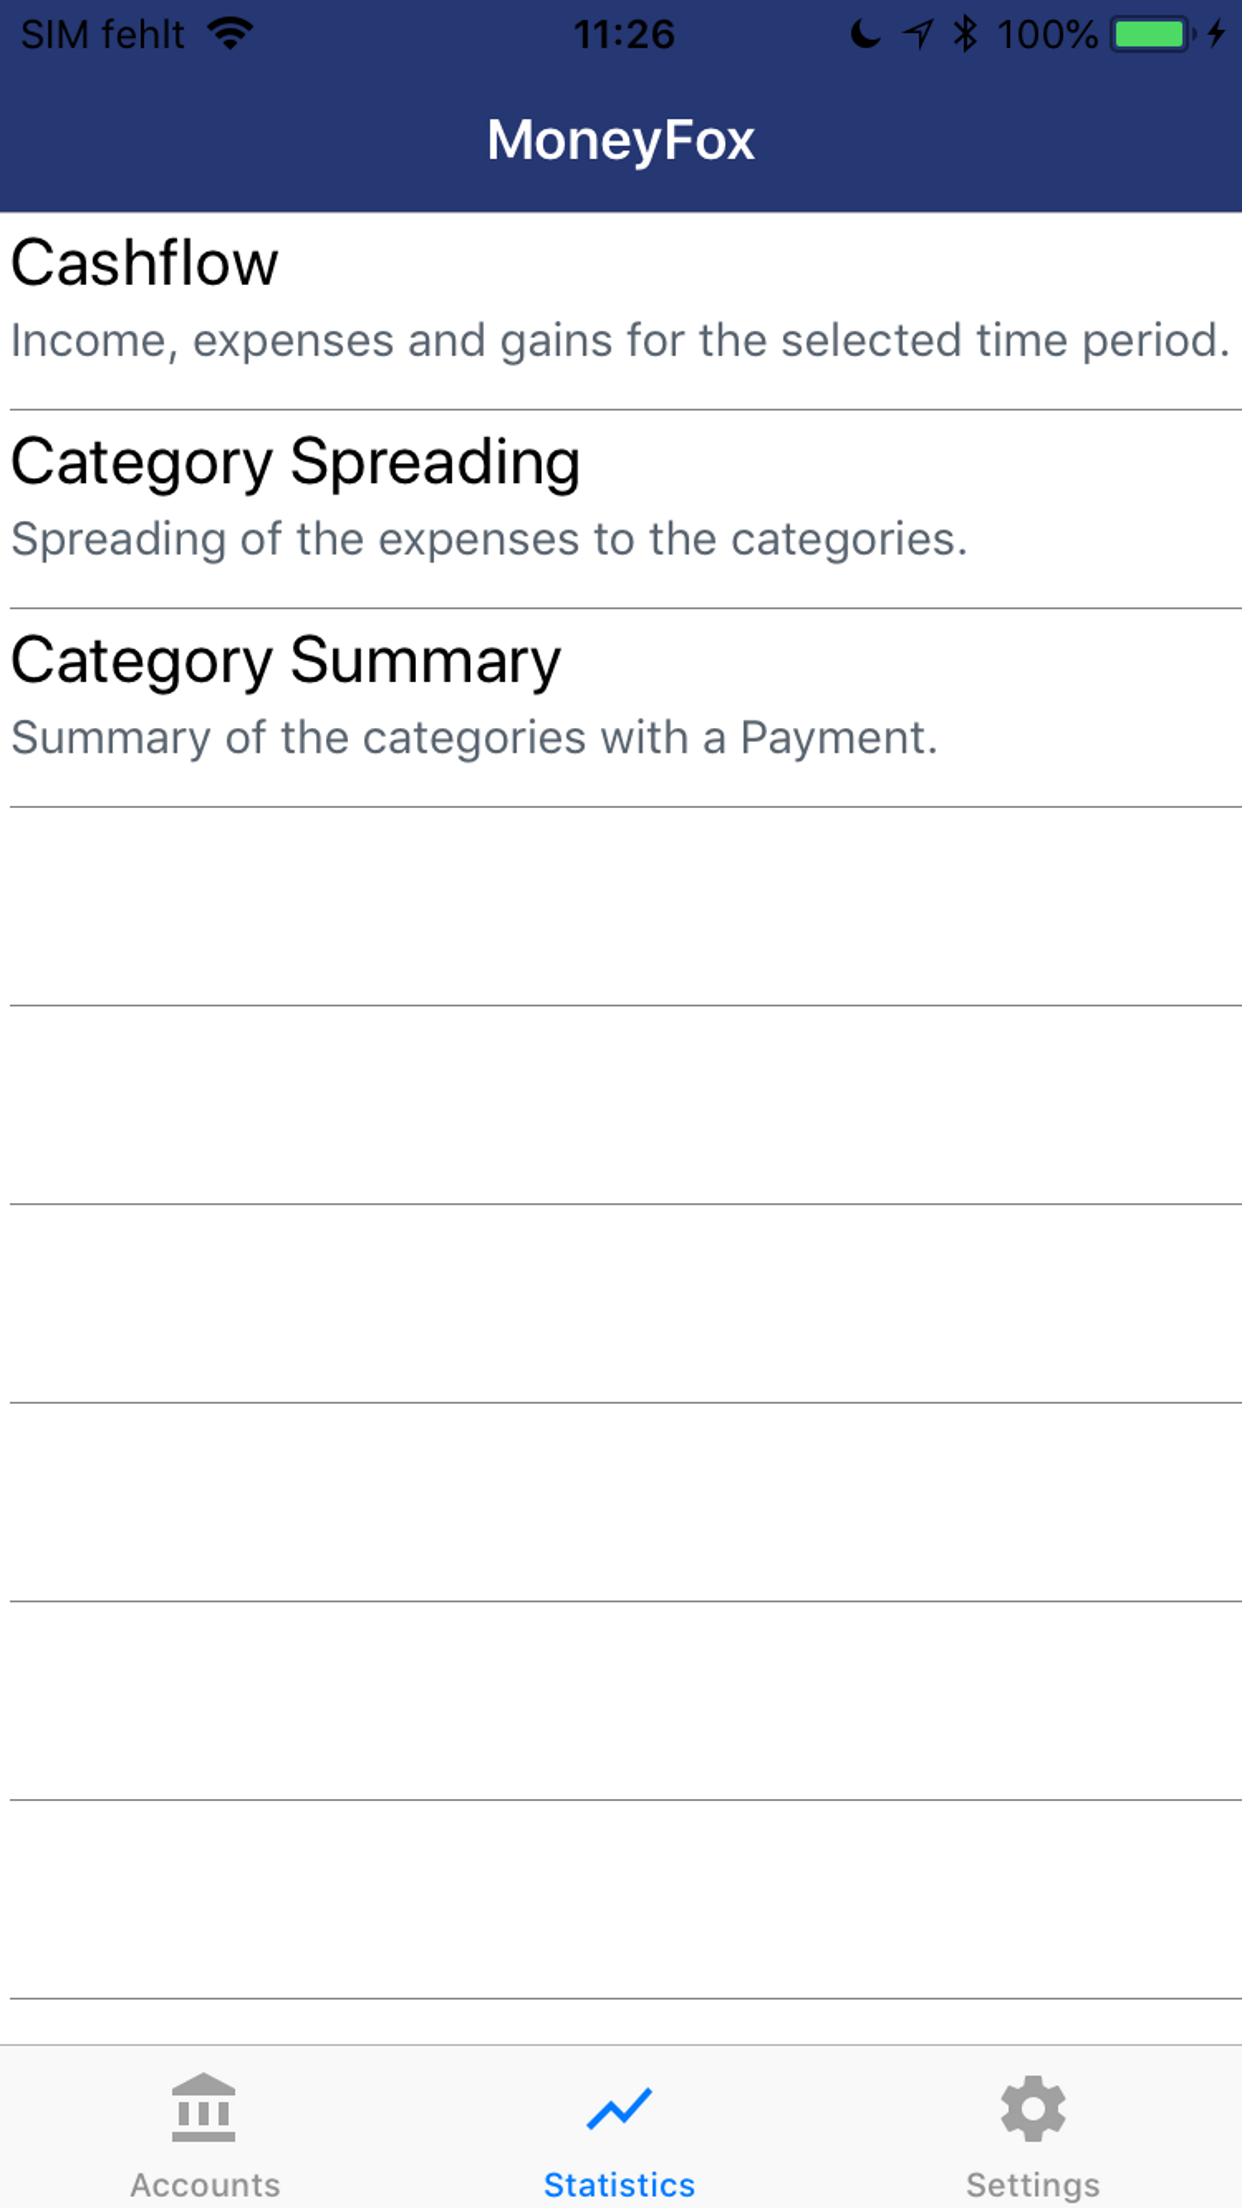 SIM fehlt 11:26 100%
MoneyFox
Cashflow
Income, expenses and gains for the selected time period.
Category Spreading
Spreading of the expenses to the categories.
Category Summary
Summary of the categories with a Payment.
Accounts Statistics Settings